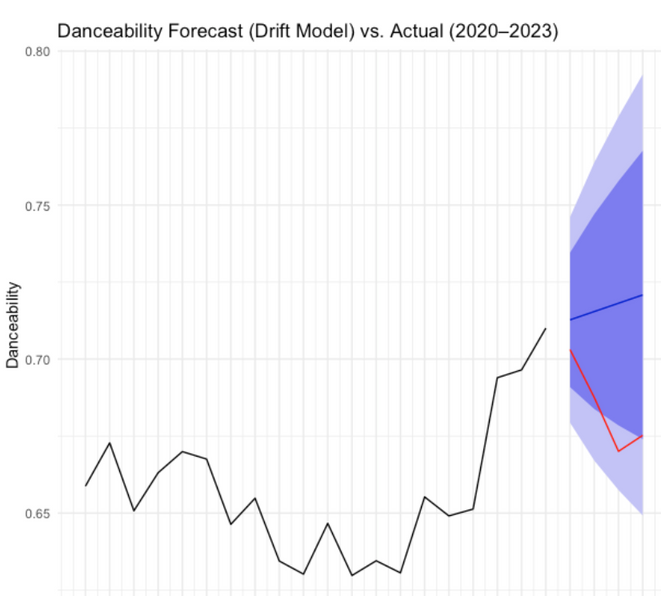 Danceability Forecast (Drift Model) vs. Actual (2020–2023)
0.80
0.75
0.70
0.65
Danceability